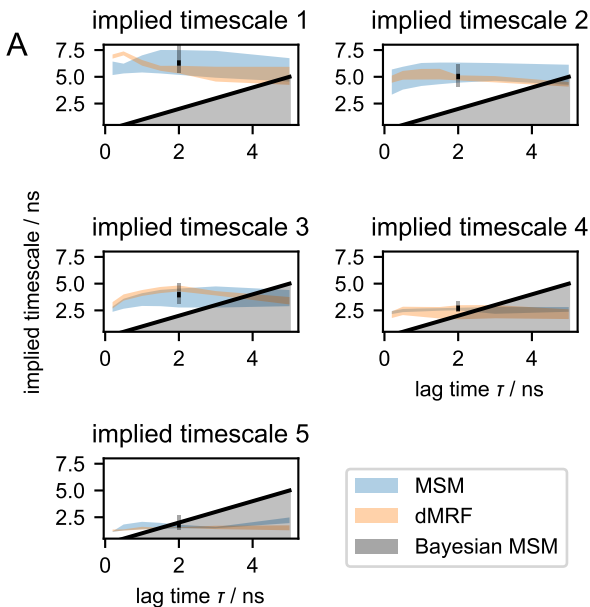 A
implied timescale 1
implied timescale 2
7.5
5.0
2.5
0 2 4
7.5
5.0
2.5
0 2 4
implied timescale / ns
implied timescale 3
implied timescale 4
7.5
5.0
2.5
0 2 4
7.5
5.0
2.5
0 2 4
lag time τ / ns
implied timescale 5
7.5
5.0
2.5
0 2 4
lag time τ / ns
MSM
dMRF
Bayesian MSM